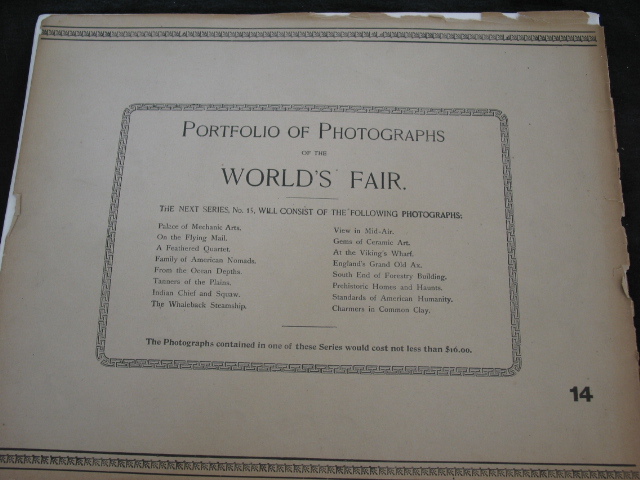 PORTFOLIO OF PHOTOGRAPHS
OF THE
WORLD'S FAIR.
THE NEXT SERIES, No. 15, WILL CONSIST OF THE FOLLOWING PHOTOGRAPHS:
Palace of Mechanic Arts.
On the Flying Mail.
A Feathered Quartet.
Family of American Nomads.
From the Ocean Depths.
Tanners of the Plains.
Indian Chief and Squaw.
The Whaleback Steamship.
View in Mid-Air.
Gems of Ceramic Art.
At the Viking's Wharf.
England's Grand Old Ax.
South End of Forestry Building.
Prehistoric Homes and Haunts.
Standards of American Humanity.
Charmers in Common Clay.
The Photographs contained in one of these Series would cost not less than $16.00.
14